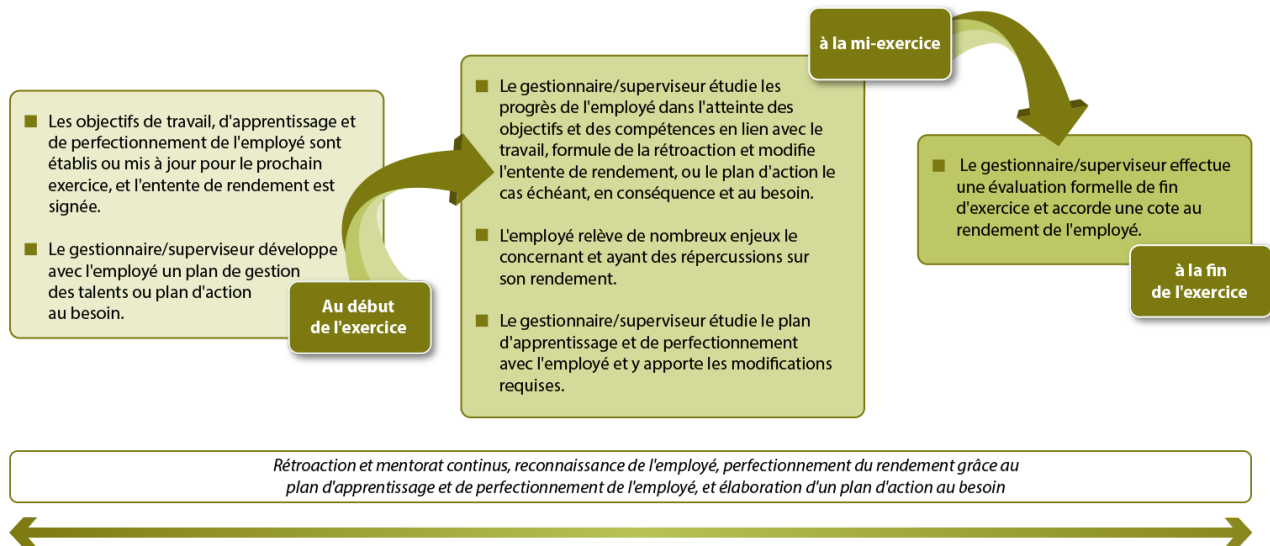 ■ Les objectifs de travail, d'apprentissage et
de perfectionnement de l'employé sont
établis ou mis à jour pour le prochain
exercice, et l'entente de rendement est
signée.
■ Le gestionnaire/superviseur développe
avec l'employé un plan de gestion
des talents ou plan d'action
au besoin.
Au début
de l'exercice
■ Le gestionnaire/superviseur étudie les
progrès de l'employé dans l'atteinte des
objectifs et des compétences en lien avec le
travail, formule de la rétroaction et modifie
l'entente de rendement, ou le plan d'action le
cas échéant, en conséquence et au besoin.
■ L'employé relève de nombreux enjeux le
concernant et ayant des répercussions sur
son rendement.
■ Le gestionnaire/superviseur étudie le plan
d'apprentissage et de perfectionnement
avec l'employé et y apporte les modifications
requises.
à la mi-exercice
■ Le gestionnaire/superviseur effectue
une évaluation formelle de fin
d'exercice et accorde une cote au
rendement de l'employé.
à la fin
de l'exercice
Rétroaction et mentorat continus, reconnaissance de l'employé, perfectionnement du rendement grâce au
plan d'apprentissage et de perfectionnement de l'employé, et élaboration d'un plan d'action au besoin